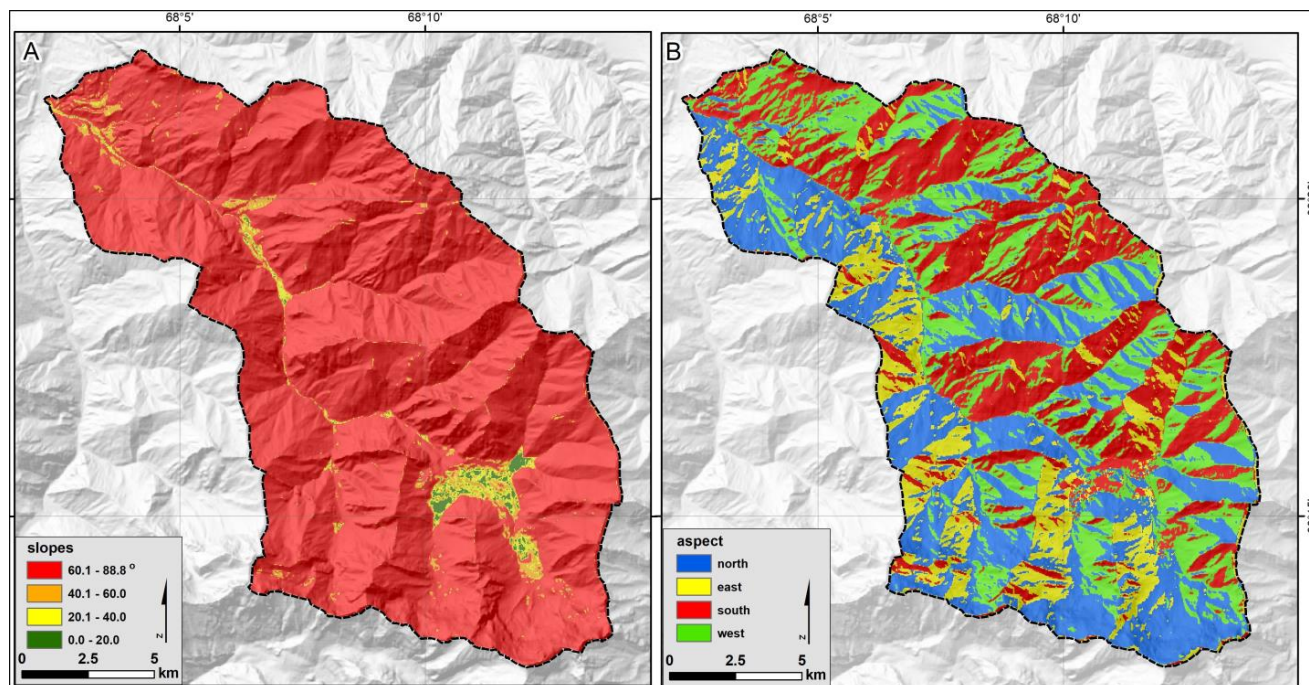 68°5' 68°10' 68°5' 68°10'
A
B
slopes
60.1 - 88.8 °
40.1 - 60.0
20.1 - 40.0
0.0 - 20.0
N
0 2.5 5
km
aspect
north
east
south
west
N
0 2.5 5
km